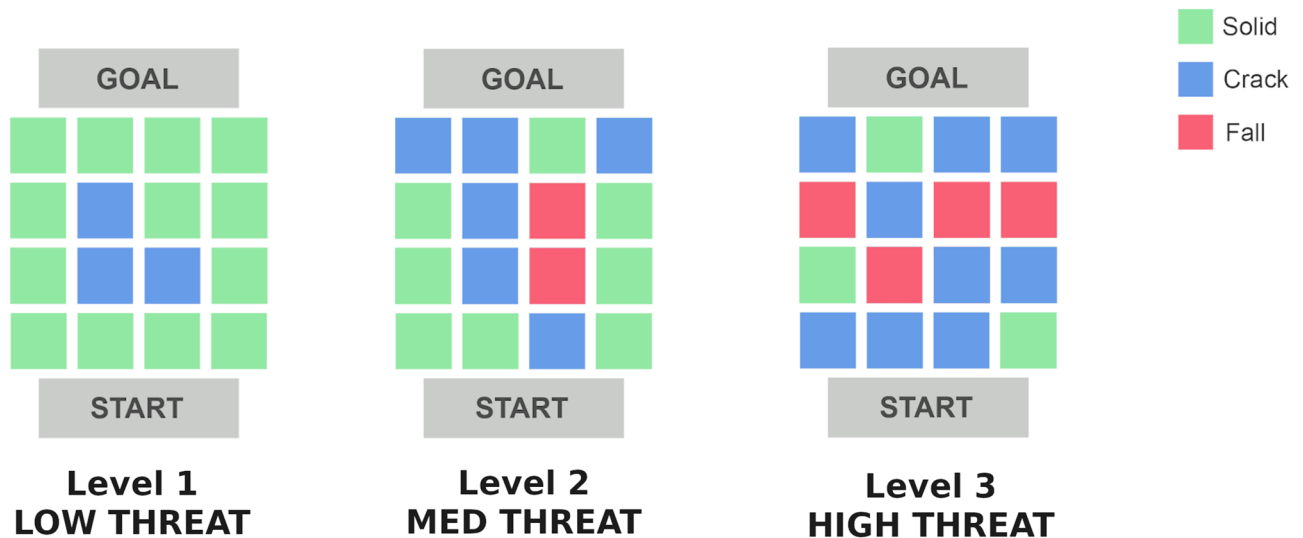 Solid
Crack
Fall
GOAL
START
Level 1
LOW THREAT
GOAL
START
Level 2
MED THREAT
GOAL
START
Level 3
HIGH THREAT